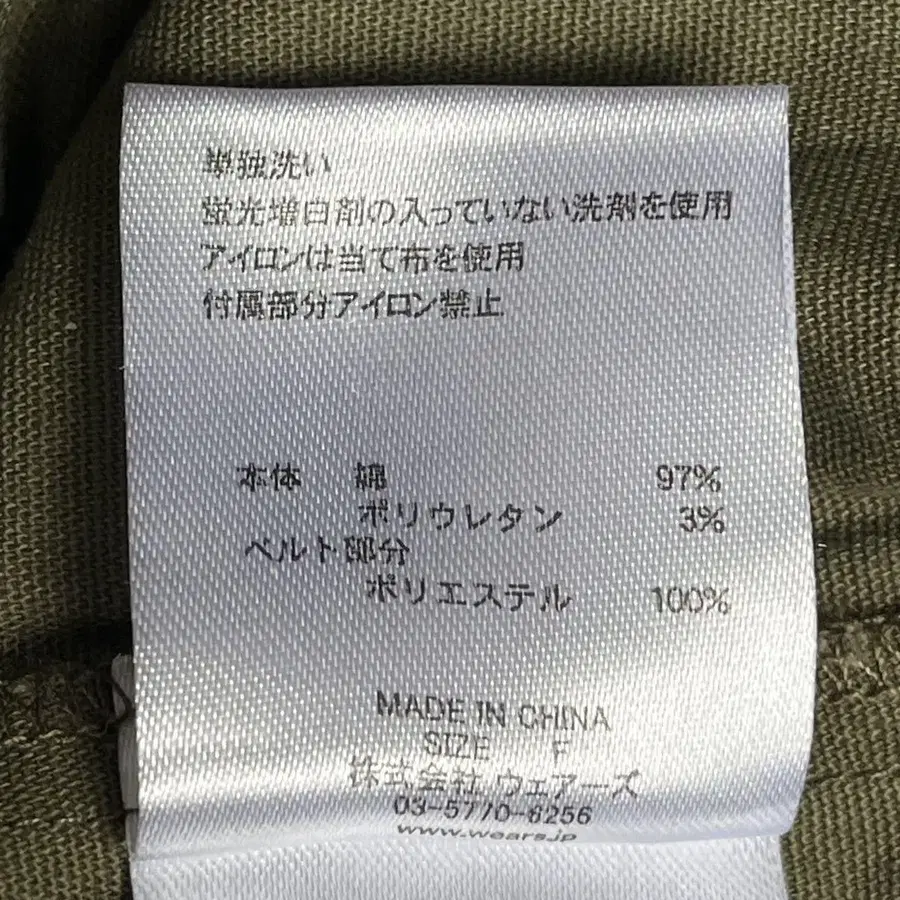 単独洗い
蛍光増白剤の入っていない洗剤を使用
アイロンは当て布を使用
付属部分アイロン禁止
本体 綿 97%
ポリウレタン 3%
ベルト部分
ポリエステル 100%
MADE IN CHINA
SIZE F
株式会社ウェアーズ
03-5770-6256
www.wears.jp